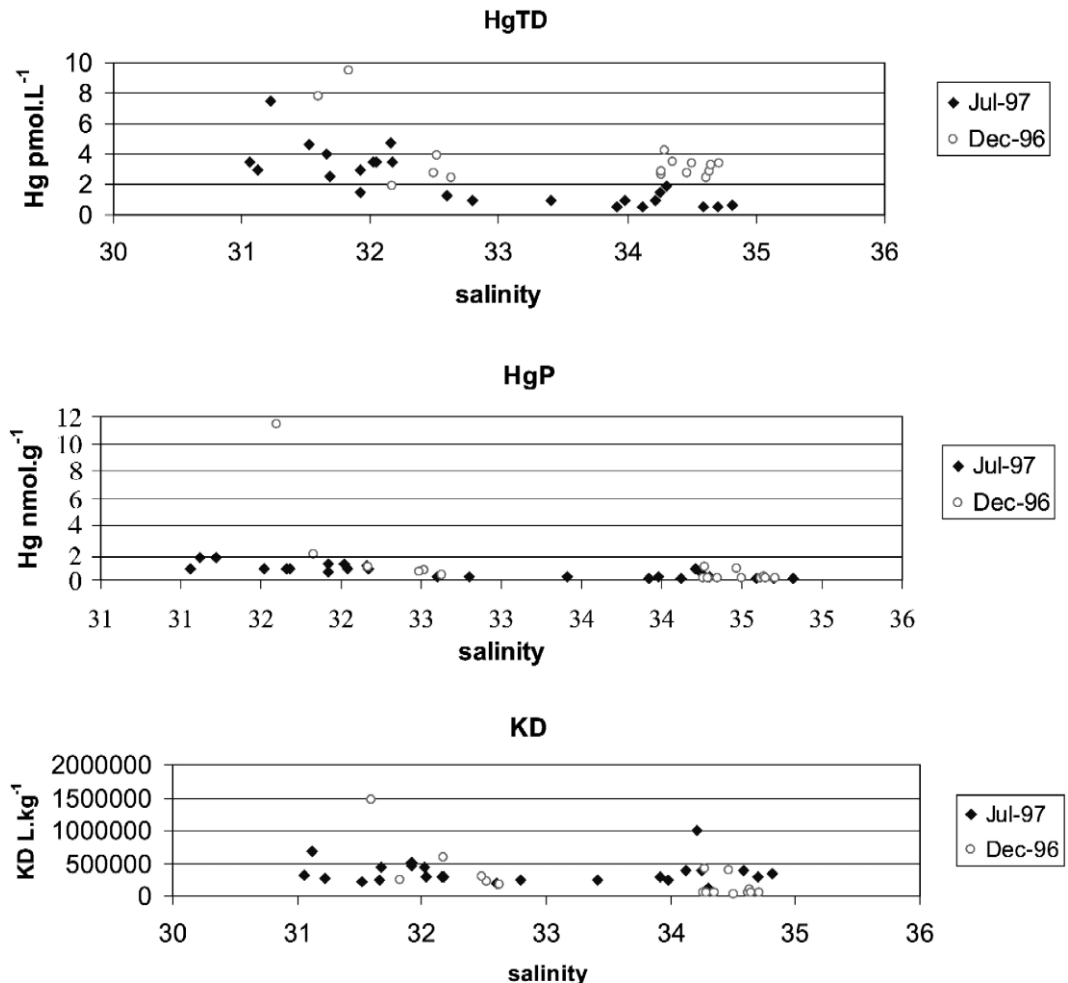 HgTD
Hg pmol.L-1
10
8
6
4
2
0
30 31 32 33 34 35 36
salinity
Jul-97
Dec-96
HgP
Hg nmol.g-1
12
10
8
6
4
2
0
31 31 32 32 33 33 34 34 35 35 36
salinity
Jul-97
Dec-96
KD
KD L.kg-1
2000000
1500000
1000000
500000
0
30 31 32 33 34 35 36
salinity
Jul-97
Dec-96